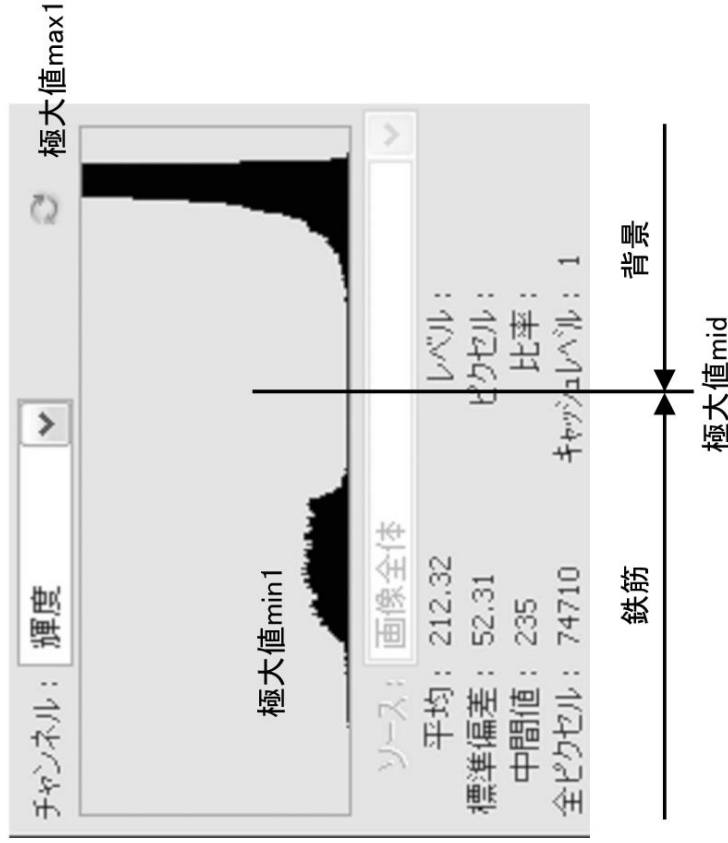 チャンネル： 輝度
極大値max1
極大値min1
ソース： 画像全体
平均： 212.32
レベル：
標準偏差： 52.31
ピクセル：
中間値： 235
比率：
全ピクセル： 74710
キャッシュレベル： 1
鉄筋
背景
極大値mid